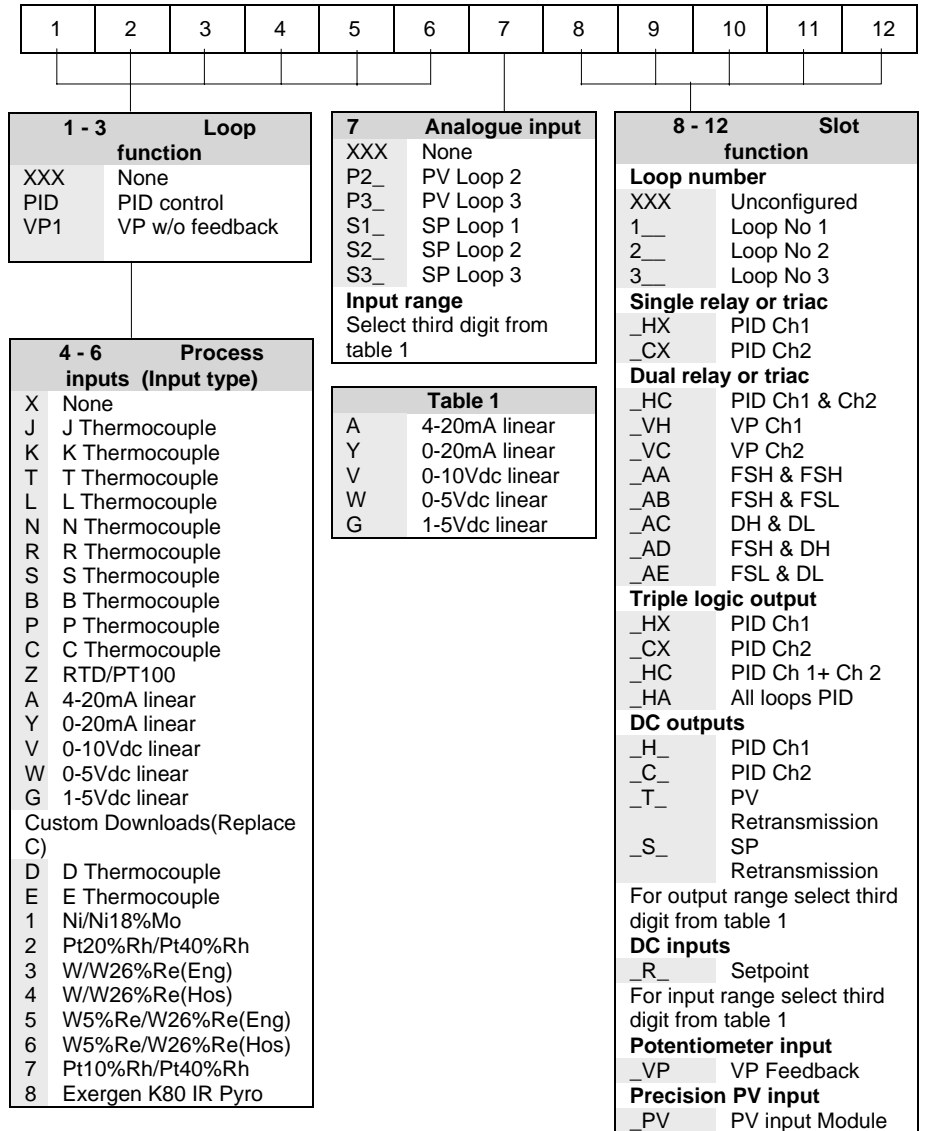 1 2 3 4 5 6 7 8 9 10 11 12
1 - 3 Loop
function
XXX None
PID PID control
VP1 VP w/o feedback
4 - 6 Process
inputs (Input type)
X None
J J Thermocouple
K K Thermocouple
T T Thermocouple
L L Thermocouple
N N Thermocouple
R R Thermocouple
S S Thermocouple
B B Thermocouple
P P Thermocouple
C C Thermocouple
Z RTD/PT100
A 4-20mA linear
Y 0-20mA linear
V 0-10Vdc linear
W 0-5Vdc linear
G 1-5Vdc linear
Custom Downloads(Replace
C)
D D Thermocouple
E E Thermocouple
1 Ni/Ni18%Mo
2 Pt20%Rh/Pt40%Rh
3 W/W26%Re(Eng)
4 W/W26%Re(Hos)
5 W5%Re/W26%Re(Eng)
6 W5%Re/W26%Re(Hos)
7 Pt10%Rh/Pt40%Rh
8 Exergen K80 IR Pyro
7 Analogue input
XXX None
P2_ PV Loop 2
P3_ PV Loop 3
S1_ SP Loop 1
S2_ SP Loop 2
S3_ SP Loop 3
Input range
Select third digit from
table 1
Table 1
A 4-20mA linear
Y 0-20mA linear
V 0-10Vdc linear
W 0-5Vdc linear
G 1-5Vdc linear
8 - 12 Slot
function
Loop number
XXX Unconfigured
1__ Loop No 1
2__ Loop No 2
3__ Loop No 3
Single relay or triac
_HX PID Ch1
_CX PID Ch2
Dual relay or triac
_HC PID Ch1 & Ch2
_VH VP Ch1
_VC VP Ch2
_AA FSH & FSH
_AB FSH & FSL
_AC DH & DL
_AD FSH & DH
_AE FSL & DL
Triple logic output
_HX PID Ch1
_CX PID Ch2
_HC PID Ch 1+ Ch 2
_HA All loops PID
DC outputs
_H_ PID Ch1
_C_ PID Ch2
_T_ PV
Retransmission
_S_ SP
Retransmission
For output range select third
digit from table 1
DC inputs
_R_ Setpoint
For input range select third
digit from table 1
Potentiometer input
_VP VP Feedback
Precision PV input
_PV PV input Module